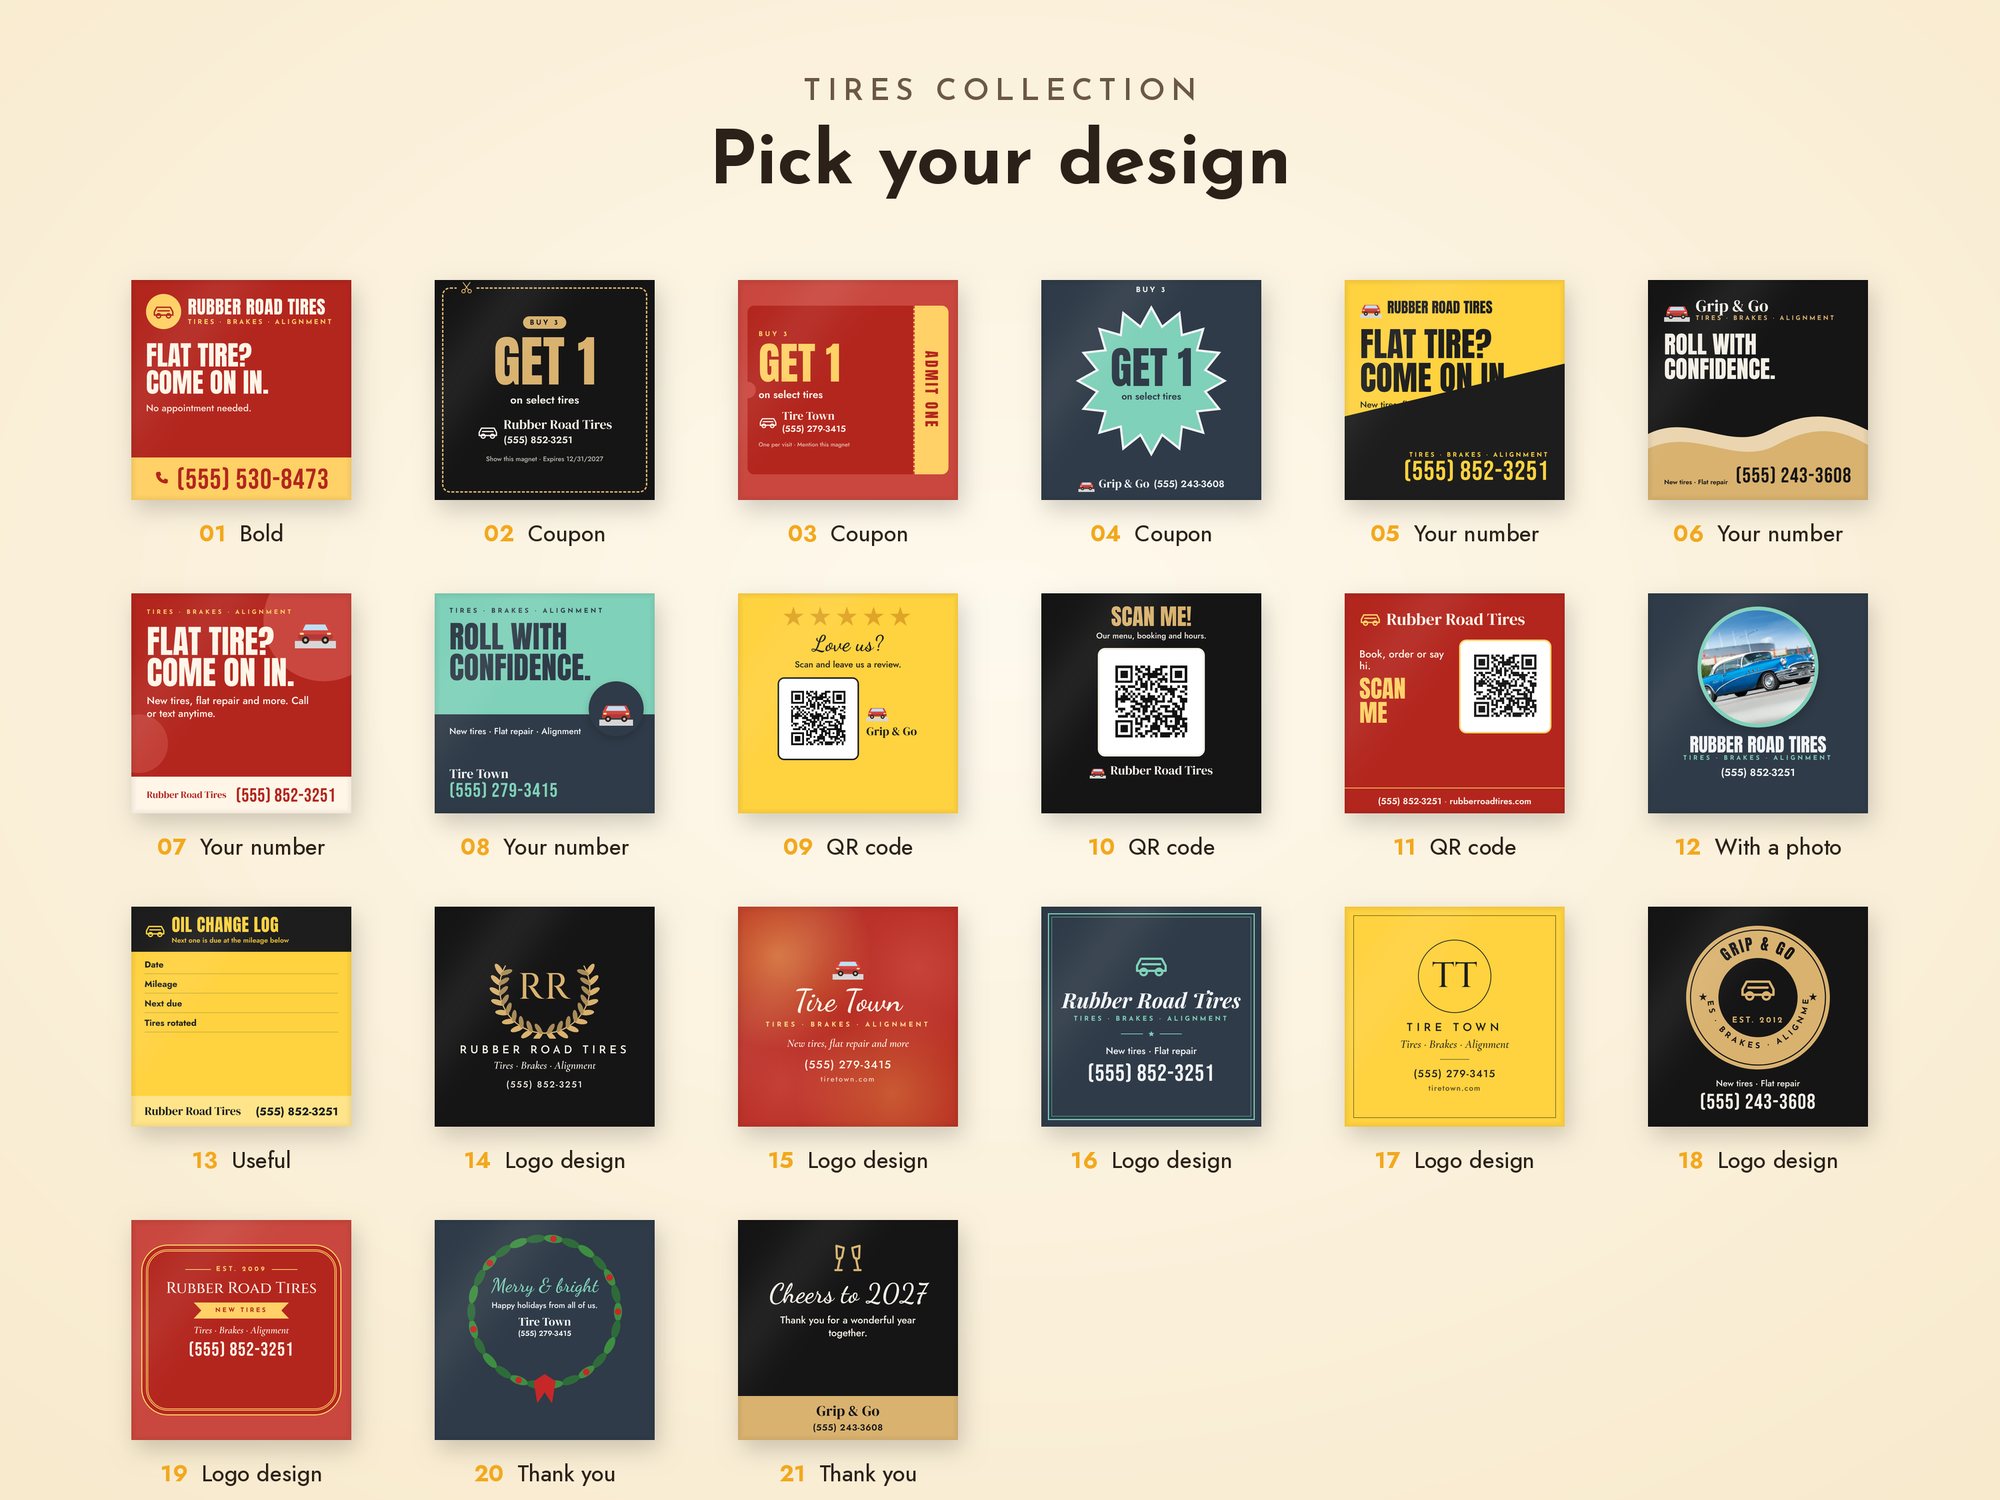 TIRES COLLECTION
Pick your design
RUBBER ROAD TIRES
TIRES · BRAKES · ALIGNMENT
FLAT TIRE?
COME ON IN.
No appointment needed.
(555) 530-8473
01 Bold
BUY 3
GET 1
on select tires
Rubber Road Tires
(555) 852-3251
Show this magnet · Expires 12/31/2027
02 Coupon
BUY 3
GET 1
on select tires
Tire Town
(555) 279-3415
One per visit · Mention this magnet
ADMIT ONE
03 Coupon
BUY 3
GET 1
on select tires
Grip & Go (555) 243-3608
04 Coupon
RUBBER ROAD TIRES
FLAT TIRE?
COME ON IN
New tires
TIRES · BRAKES · ALIGNMENT
(555) 852-3251
05 Your number
Grip & Go
TIRES · BRAKES · ALIGNMENT
ROLL WITH
CONFIDENCE.
New tires · Flat repair (555) 243-3608
06 Your number
TIRES · BRAKES · ALIGNMENT
FLAT TIRE?
COME ON IN.
New tires, flat repair and more. Call
or text anytime.
Rubber Road Tires (555) 852-3251
07 Your number
TIRES · BRAKES · ALIGNMENT
ROLL WITH
CONFIDENCE.
New tires · Flat repair · Alignment
Tire Town
(555) 279-3415
08 Your number
Love us?
Scan and leave us a review.
Grip & Go
09 QR code
SCAN ME!
Our menu, booking and hours.
Rubber Road Tires
10 QR code
Rubber Road Tires
Book, order or say
hi.
SCAN
ME
(555) 852-3251 · rubberroadtires.com
11 QR code
RUBBER ROAD TIRES
TIRES · BRAKES · ALIGNMENT
(555) 852-3251
12 With a photo
OIL CHANGE LOG
Next one is due at the mileage below
Date
Mileage
Next due
Tires rotated
Rubber Road Tires (555) 852-3251
13 Useful
RR
RUBBER ROAD TIRES
Tires · Brakes · Alignment
(555) 852-3251
14 Logo design
Tire Town
TIRES · BRAKES · ALIGNMENT
New tires, flat repair and more
(555) 279-3415
tiretown.com
15 Logo design
Rubber Road Tires
TIRES · BRAKES · ALIGNMENT
New tires · Flat repair
(555) 852-3251
16 Logo design
TT
TIRE TOWN
Tires · Brakes · Alignment
(555) 279-3415
tiretown.com
17 Logo design
GRIP & GO
EST. 2012
ES · BRAKES · ALIGNME
New tires · Flat repair
(555) 243-3608
18 Logo design
EST. 2009
RUBBER ROAD TIRES
NEW TIRES
Tires · Brakes · Alignment
(555) 852-3251
19 Logo design
Merry & bright
Happy holidays from all of us.
Tire Town
(555) 279-3415
20 Thank you
Cheers to 2027
Thank you for a wonderful year
together.
Grip & Go
(555) 243-3608
21 Thank you